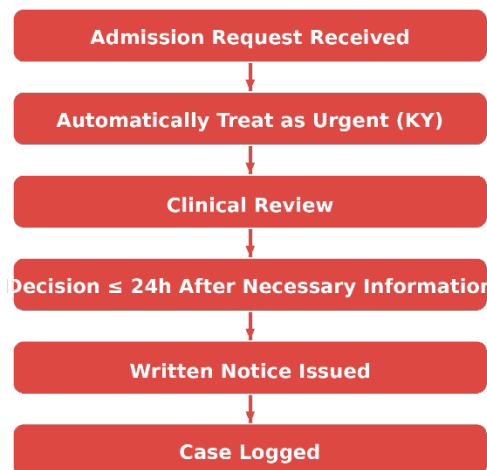 Admission Request Received
Automatically Treat as Urgent (KY)
Clinical Review
Decision ≤ 24h After Necessary Information
Written Notice Issued
Case Logged